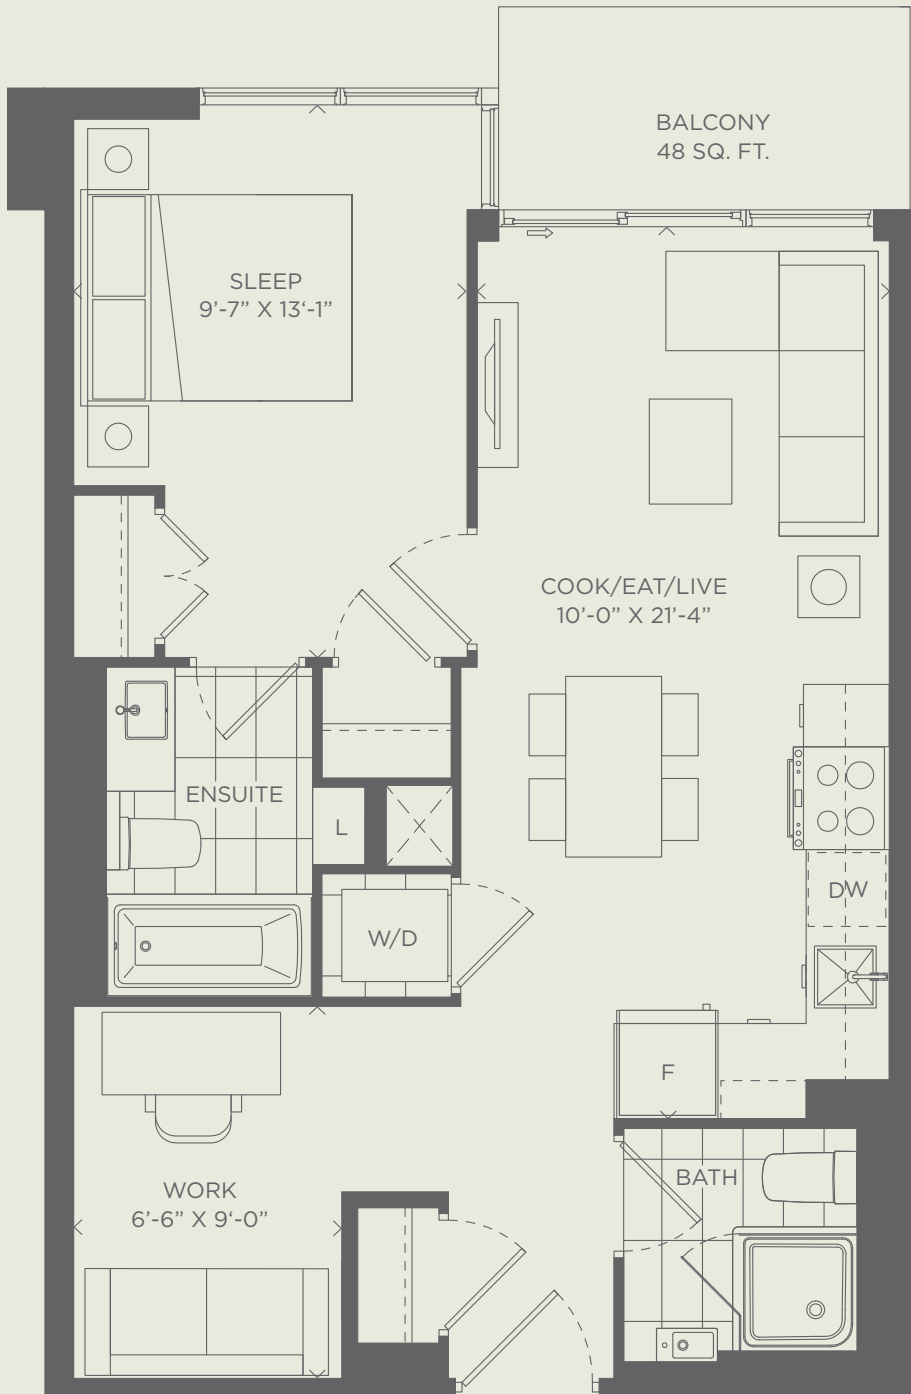 BALCONY
48 SQ. FT.
SLEEP
9'-7” X 13‘-1”
COOK/EAT/LIVE
10'-0” X 21'-4”
ENSUITE
L
X
W/D
DW
F
WORK
6'-6” X 9'-0”
BATH